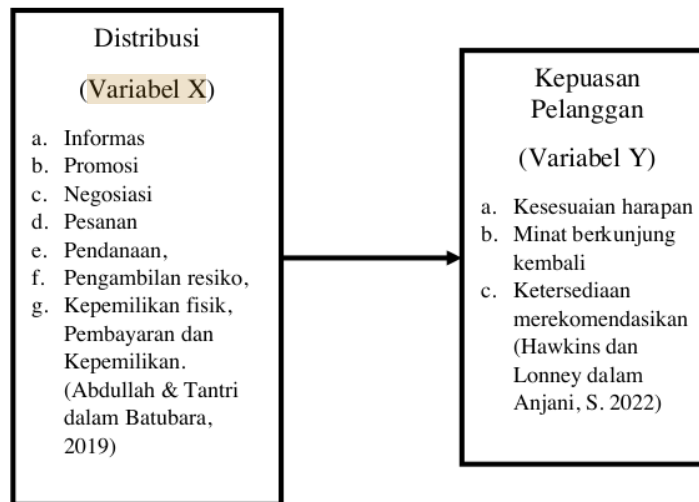 Distribusi
(Variabel X)
a. Informas
b. Promosi
c. Negosiasi
d. Pesanan
e. Pendanaan,
f. Pengambilan resiko,
g. Kepemilikan fisik,
Pembayaran dan
Kepemilikan.
(Abdullah & Tantri
dalam Batubara,
2019)
Kepuasan
Pelanggan
(Variabel Y)
a. Kesesuaian harapan
b. Minat berkunjung
kembali
c. Ketersediaan
merekomendasikan
(Hawkins dan
Lonney dalam
Anjani, S. 2022)